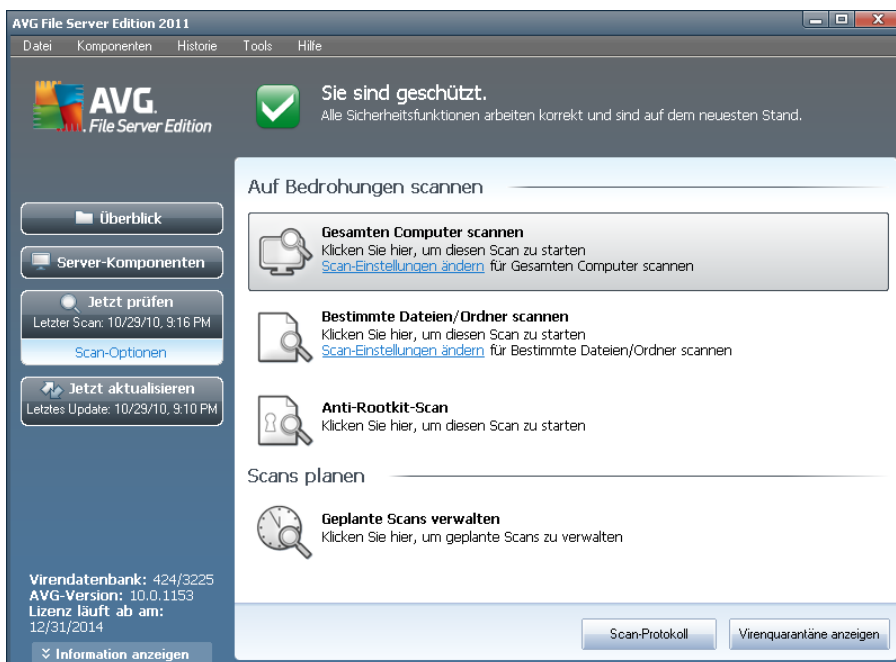 AVG File Server Edition 2011
Datei Komponenten Historie Tools Hilfe
AVG.
File Server Edition
Sie sind geschützt.
Alle Sicherheitsfunktionen arbeiten korrekt und sind auf dem neuesten Stand.
Überblick
Server-Komponenten
Jetzt prüfen
Letzter Scan: 10/29/10, 9:16 PM
Scan-Optionen
Jetzt aktualisieren
Letztes Update: 10/29/10, 9:10 PM
Virendatenbank: 424/3225
AVG-Version: 10.0.1153
Lizenz läuft ab am:
12/31/2014
Information anzeigen
Auf Bedrohungen scannen
Gesamten Computer scannen
Klicken Sie hier, um diesen Scan zu starten
Scan-Einstellungen ändern für Gesamten Computer scannen
Bestimmte Dateien/Ordner scannen
Klicken Sie hier, um diesen Scan zu starten
Scan-Einstellungen ändern für Bestimmte Dateien/Ordner scannen
Anti-Rootkit-Scan
Klicken Sie hier, um diesen Scan zu starten
Scans planen
Geplante Scans verwalten
Klicken Sie hier, um geplante Scans zu verwalten
Scan-Protokoll
Virenquarantäne anzeigen